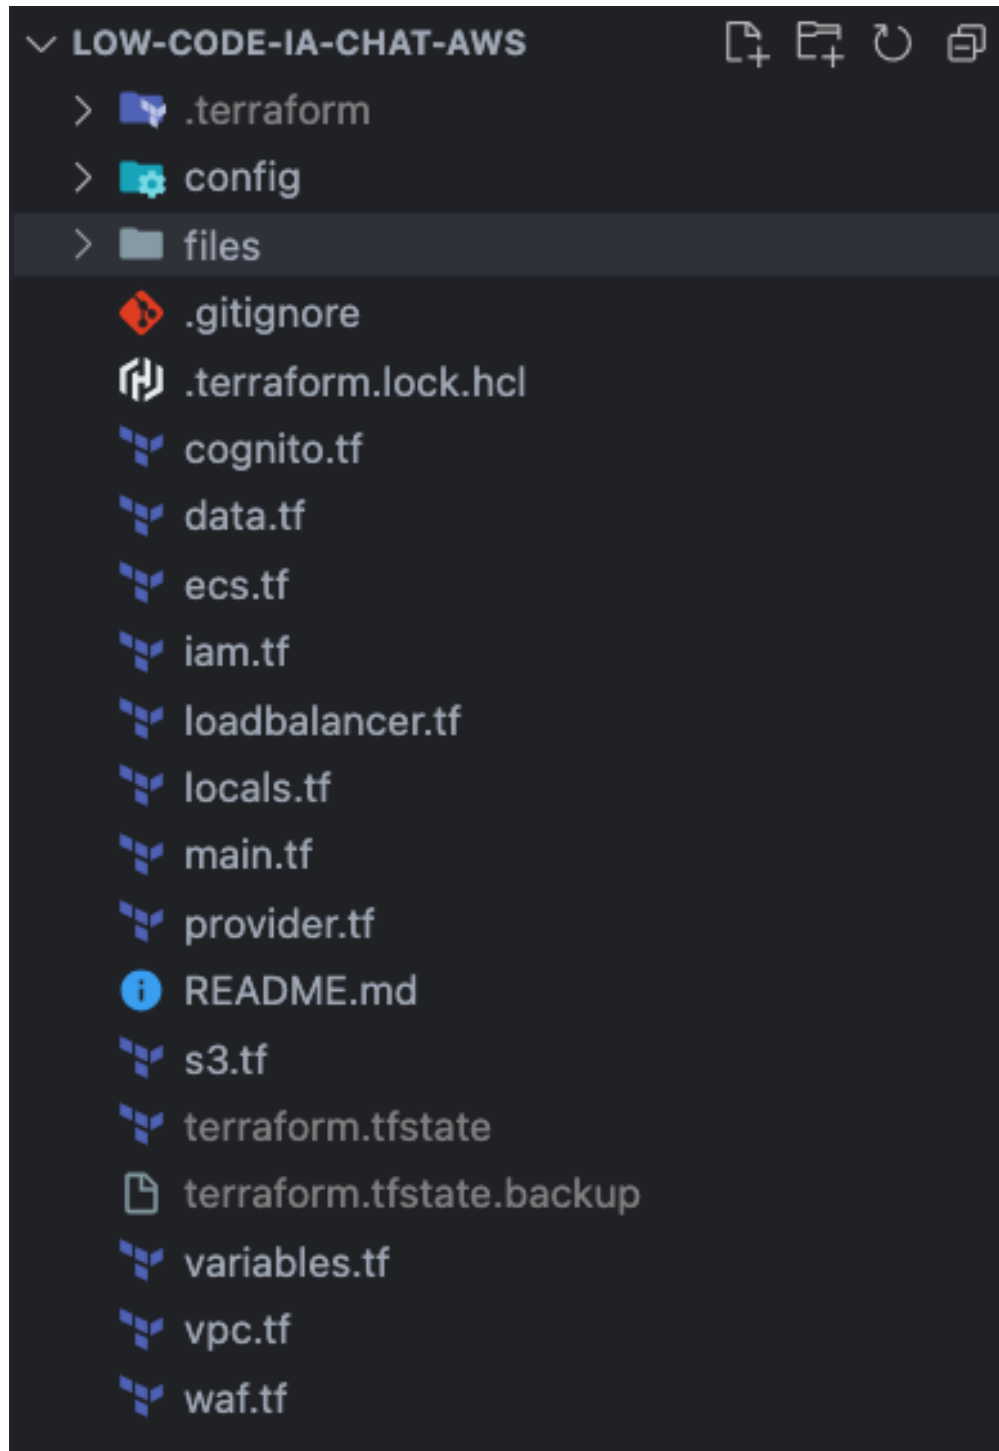 LOW-CODE-IA-CHAT-AWS
.terraform
config
files
.gitignore
.terraform.lock.hcl
cognito.tf
data.tf
ecs.tf
iam.tf
loadbalancer.tf
locals.tf
main.tf
provider.tf
README.md
s3.tf
terraform.tfstate
terraform.tfstate.backup
variables.tf
vpc.tf
waf.tf